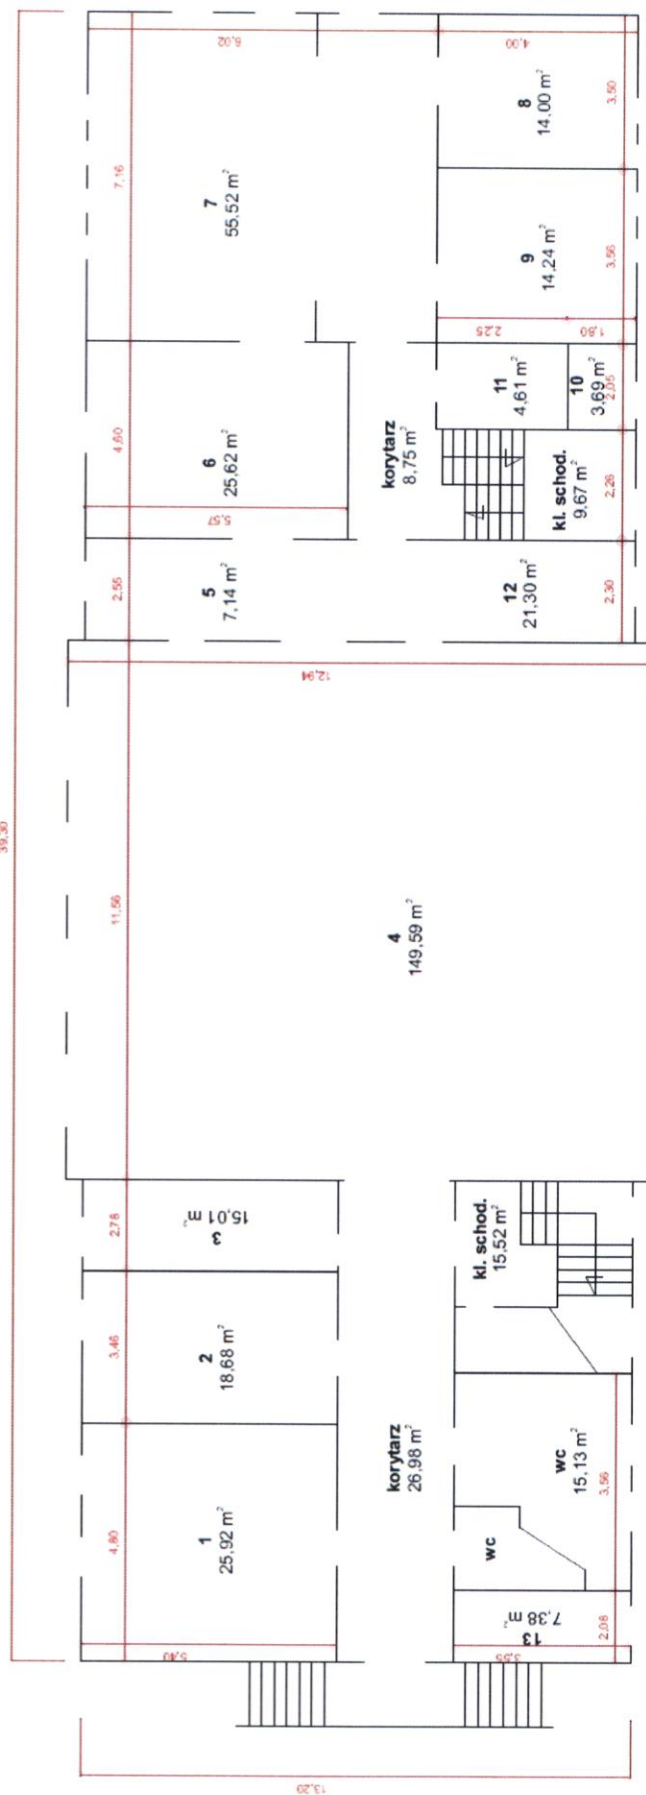 39,30
6,02
4,00
7,16
7
55,52 m²
8
14,00 m²
3,50
9
14,24 m²
3,56
2,25
1,80
4,60
6
25,62 m²
5,57
korytarz
8,75 m²
11
4,61 m²
10
3,69 m²
2,05
kl. schod.
9,67 m²
2,26
2,55
5
7,14 m²
12
21,30 m²
2,30
12,94
11,56
4
149,59 m²
2,78
3
15,01 m²
kl. schod.
15,52 m²
3,46
2
18,68 m²
korytarz
26,98 m²
wc
15,13 m²
3,56
4,80
1
25,92 m²
wc
13
7,38 m²
2,08
5,40
3,55
13,20